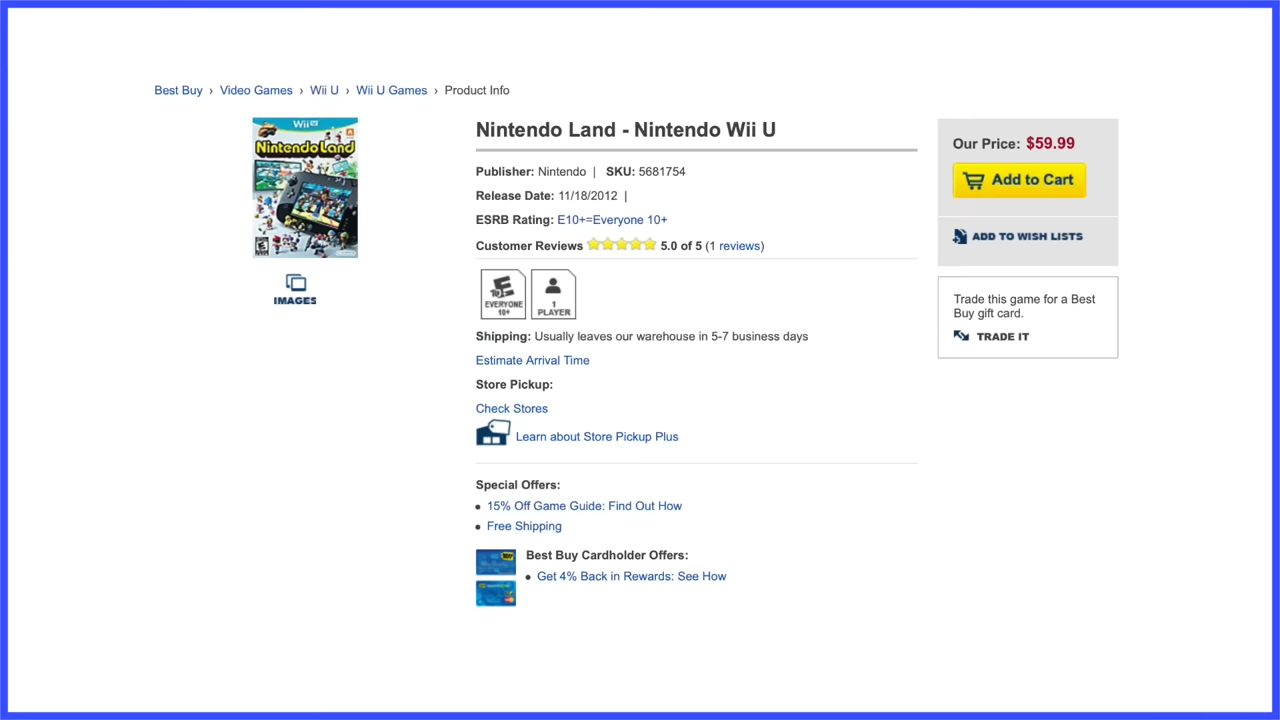 Best Buy › Video Games › Wii U › Wii U Games › Product Info
Wii U
Nintendo Land
IMAGES
Nintendo Land - Nintendo Wii U
Publisher: Nintendo | SKU: 5681754
Release Date: 11/18/2012 |
ESRB Rating: E10+=Everyone 10+
Customer Reviews 5.0 of 5 (1 reviews)
EVERYONE 10+
1 PLAYER
Shipping: Usually leaves our warehouse in 5-7 business days
Estimate Arrival Time
Store Pickup:
Check Stores
Learn about Store Pickup Plus
Special Offers:
15% Off Game Guide: Find Out How
Free Shipping
Best Buy Cardholder Offers:
Get 4% Back in Rewards: See How
Our Price: $59.99
Add to Cart
ADD TO WISH LISTS
Trade this game for a Best
Buy gift card.
TRADE IT